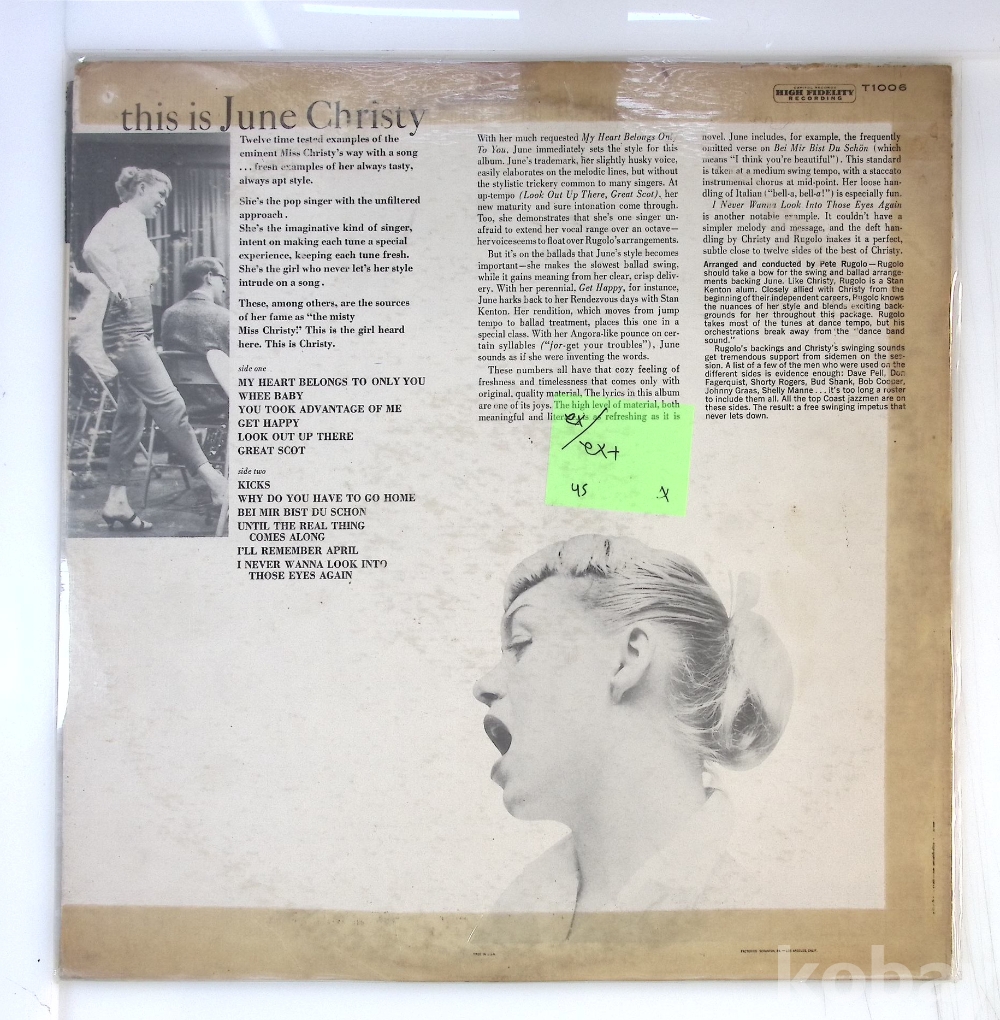 this is June Christy
CAPITOL RECORDS
HIGH FIDELITY
RECORDING
T1006
Twelve time tested examples of the
eminent Miss Christy's way with a song
... fresh examples of her always tasty,
always apt style.
She's the pop singer with the unfiltered
approach.
She's the imaginative kind of singer,
intent on making each tune a special
experience, keeping each tune fresh.
She's the girl who never let's her style
intrude on a song.
These, among others, are the sources
of her fame as "the misty
Miss Christy." This is the girl heard
here. This is Christy.
side one
MY HEART BELONGS TO ONLY YOU
WHEE BABY
YOU TOOK ADVANTAGE OF ME
GET HAPPY
LOOK OUT UP THERE
GREAT SCOT
side two
KICKS
WHY DO YOU HAVE TO GO HOME
BEI MIR BIST DU SCHON
UNTIL THE REAL THING
COMES ALONG
I'LL REMEMBER APRIL
I NEVER WANNA LOOK INTO
THOSE EYES AGAIN
With her much requested My Heart Belongs Only
To You, June immediately sets the style for this
album. June's trademark, her slightly husky voice,
easily elaborates on the melodic lines, but without
the stylistic trickery common to many singers. At
up-tempo (Look Out Up There, Great Scot), her
new maturity and sure intonation come through.
Too, she demonstrates that she's one singer un-
afraid to extend her vocal range over an octave—
her voice seems to float over Rugolo's arrangements.
But it's on the ballads that June's style becomes
important—she makes the slowest ballad swing,
while it gains meaning from her clear, crisp deliv-
ery. With her perennial, Get Happy, for instance,
June harks back to her Rendezvous days with Stan
Kenton. Her rendition, which moves from jump
tempo to ballad treatment, places this one in a
special class. With her Angora-like pounce on cer-
tain syllables ("for-get your troubles"), June
sounds as if she were inventing the words.
These numbers all have that cozy feeling of
freshness and timelessness that comes only with
original, quality material. The lyrics in this album
are one of its joys. The high level of material, both
meaningful and literate is as refreshing as it is
novel. June includes, for example, the frequently
omitted verse on Bei Mir Bist Du Schön (which
means "I think you're beautiful"). This standard
is taken at a medium swing tempo, with a staccato
instrumental chorus at mid-point. Her loose han-
dling of Italian ("bell-a, bell-a!") is especially fun.
I Never Wanna Look Into Those Eyes Again
is another notable example. It couldn't have a
simpler melody and message, and the deft han-
dling by Christy and Rugolo makes it a perfect,
subtle close to twelve sides of the best of Christy.
Arranged and conducted by Pete Rugolo—Rugolo
should take a bow for the swing and ballad arrange-
ments backing June. Like Christy, Rugolo is a Stan
Kenton alum. Closely allied with Christy from the
beginning of their independent careers, Rugolo knows
the nuances of her style and blends exciting back-
grounds for her throughout this package. Rugolo
takes most of the tunes at dance tempo, but his
orchestrations break away from the "dance band
sound."
Rugolo's backings and Christy's swinging sounds
get tremendous support from sidemen on the ses-
sion. A list of a few of the men who were used on the
different sides is evidence enough: Dave Pell, Don
Fagerquist, Shorty Rogers, Bud Shank, Bob Cooper,
Johnny Graas, Shelly Manne ... it's too long a roster
to include them all. All the top Coast jazzmen are on
these sides. The result: a free swinging impetus that
never lets down.
ex/ex+
45
koba